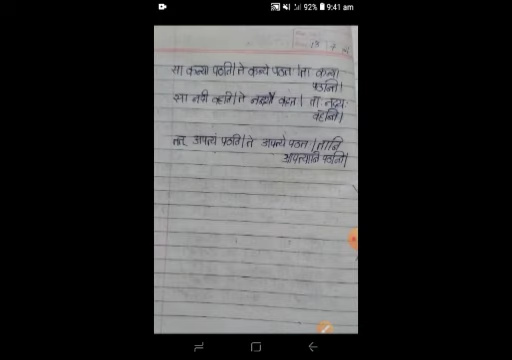 92% 9:41 am
सा कन्या पठति। ते कन्ये पठत। ता कन्या
पठन्ति।
सा नदी वहति। ते नद्यौ वहत। ता नद्यः
वहन्ति।
तत् अपत्यं पठति। ते अपत्ये पठत। तानि
अपत्यानि पठन्ति।